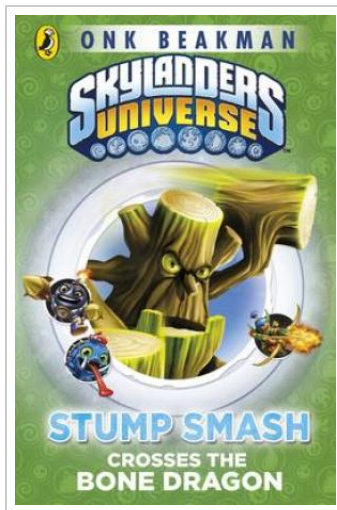 ONK BEAKMAN
SKYLANDERS
UNIVERSE
STUMP SMASH
CROSSES THE
BONE DRAGON